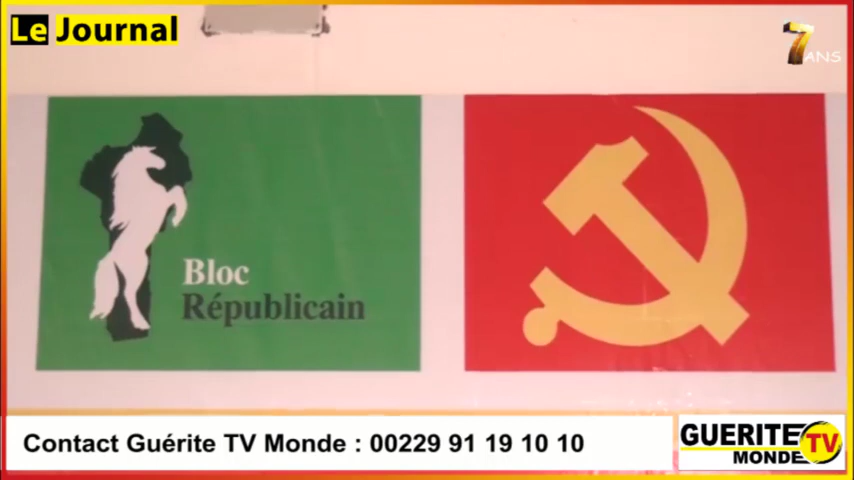 Le Journal
7 ANS
Bloc
Républicain
Contact Guérite TV Monde : 00229 91 19 10 10
GUERITE TV
MONDE